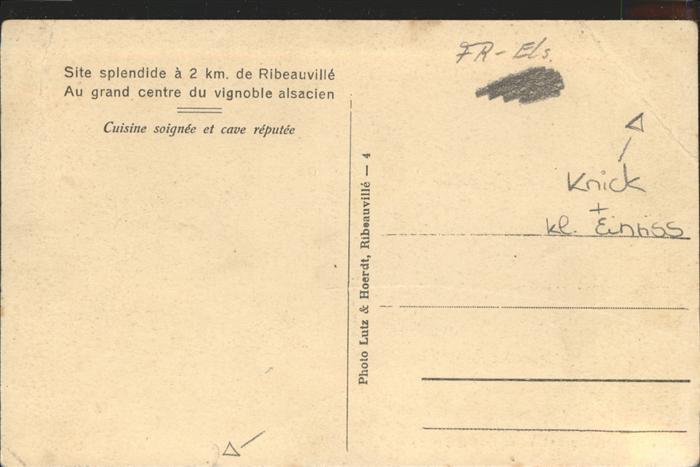 Site splendide à 2 km. de Ribeauvillé
Au grand centre du vignoble alsacien
Cuisine soignée et cave réputée
Photo Lutz & Hoerdt, Ribeauvillé — 4
FR-Els.
Knick
+
kl. Einriss